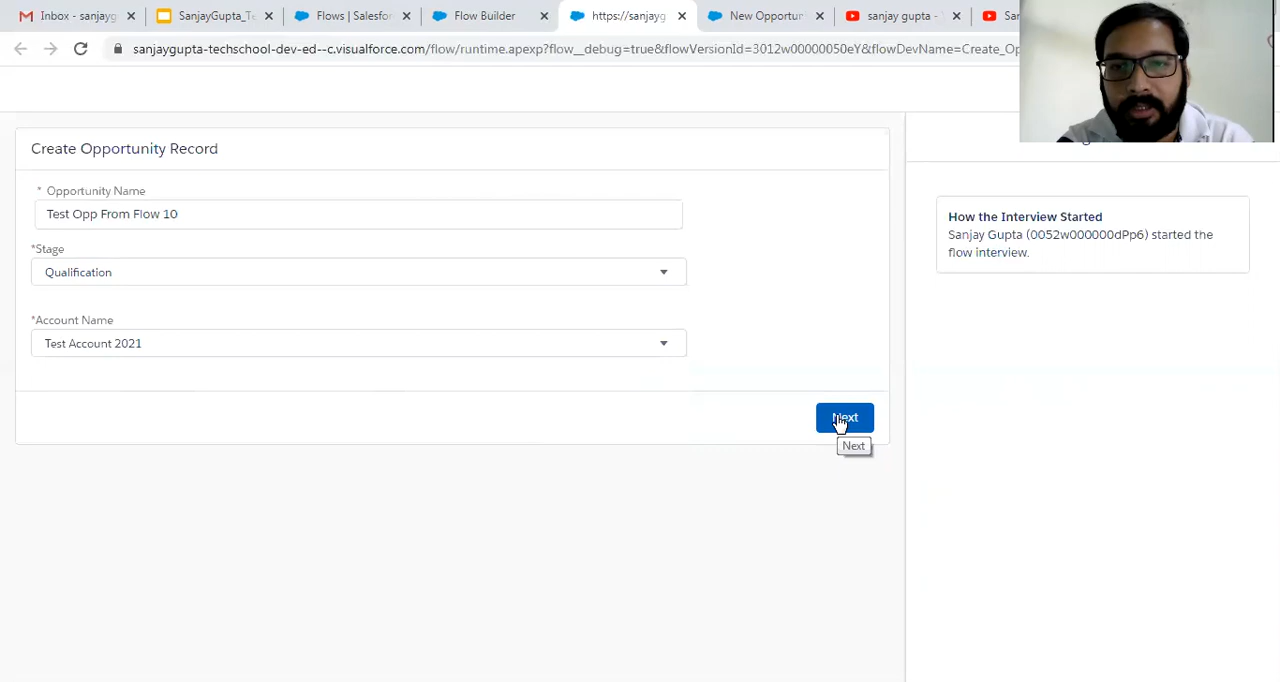 Inbox - sanjayg
SanjayGupta_Te
Flows | Salesfor
Flow Builder
https://sanjayg
New Opportur
sanjay gupta -
San
sanjaygupta-techschool-dev-ed--c.visualforce.com/flow/runtime.apexp?flow__debug=true&flowVersionId=3012w00000050eY&flowDevName=Create_Op
Create Opportunity Record
* Opportunity Name
Test Opp From Flow 10
*Stage
Qualification
*Account Name
Test Account 2021
Next
Next
How the Interview Started
Sanjay Gupta (0052w000000dPp6) started the
flow interview.